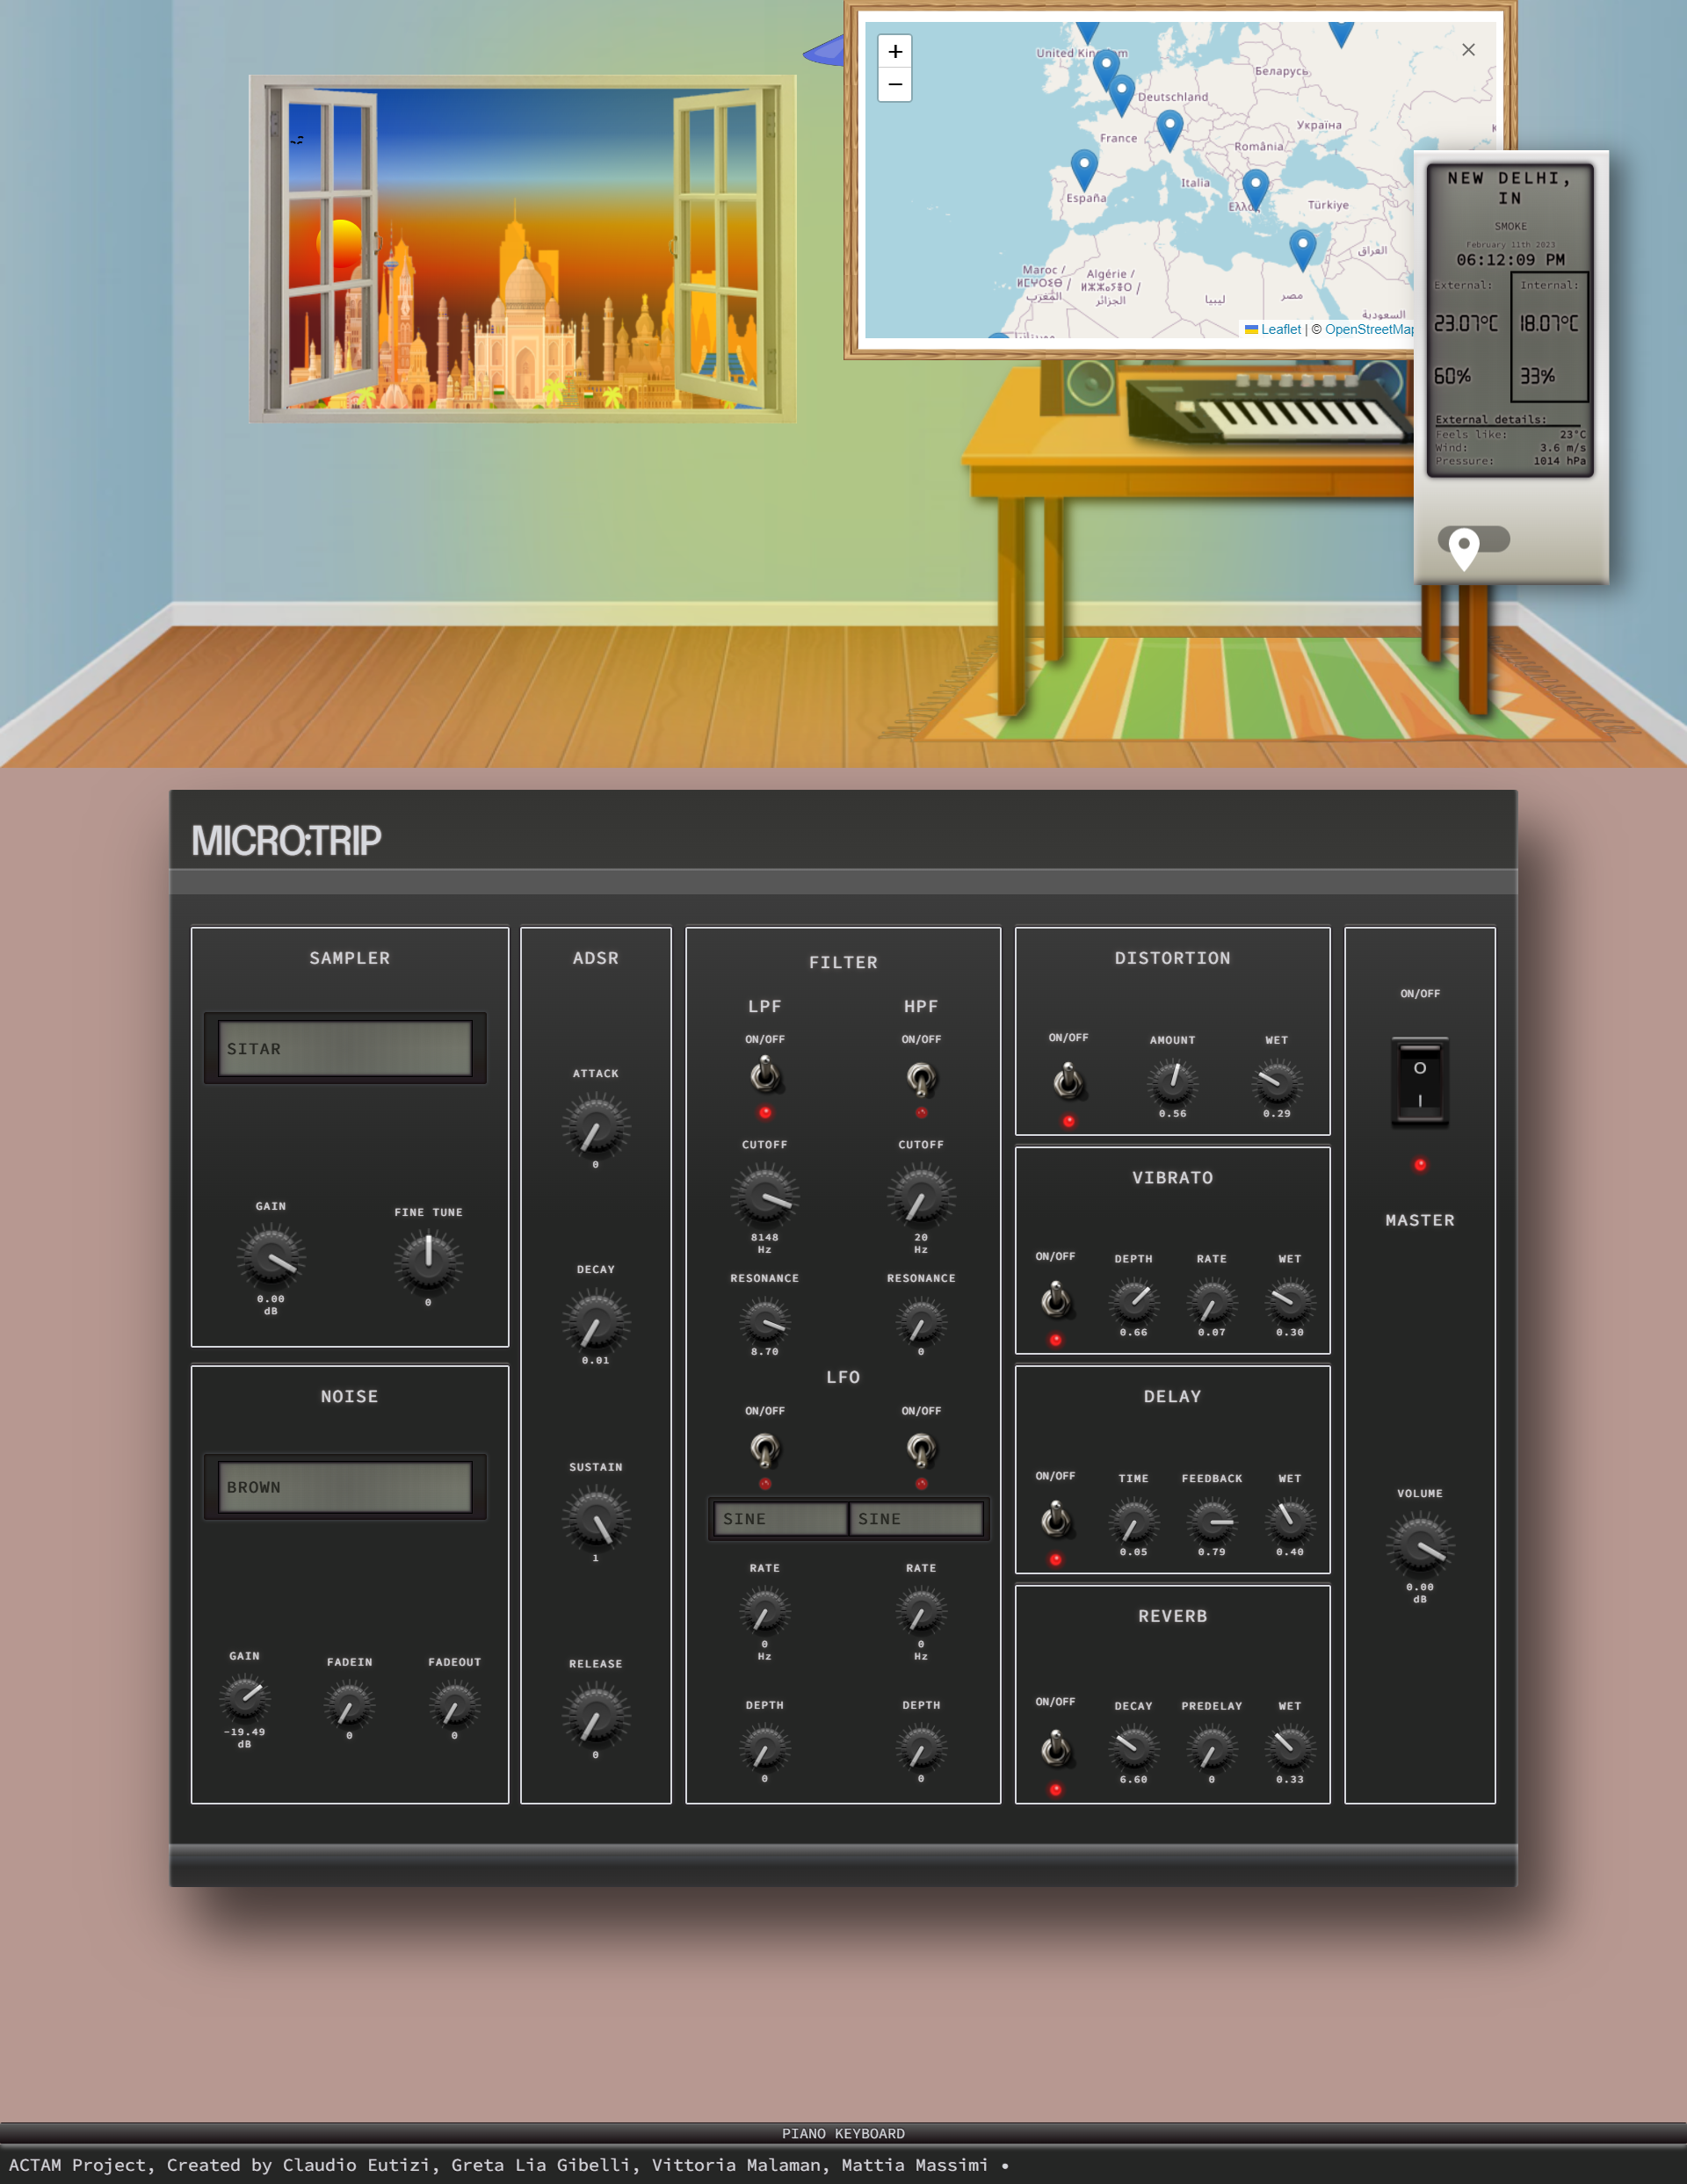 +
−
United Kingdom
Беларусь
Deutschland
Україна
France
România
Italia
España
Türkiye
العراق
Maroc /
ⵍⵎⵖⵔⵉⴱ /
المغرب
Algérie /
ⵍⵣⵣⴰⵢⴻⵔ /
الجزائر
ليبيا
مصر
السعودية
Leaflet | © OpenStreetMap
NEW DELHI,
IN
SMOKE
February 11th 2023
06:12:09 PM
External:
Internal:
23.07°C
18.07°C
60%
33%
External details:
Feels like: 23°C
Wind: 3.6 m/s
Pressure: 1014 hPa
MICRO:TRIP
SAMPLER
SITAR
GAIN
0.00
dB
FINE TUNE
0
NOISE
BROWN
GAIN
-19.49
dB
FADEIN
0
FADEOUT
0
ADSR
ATTACK
0
DECAY
0.01
SUSTAIN
1
RELEASE
0
FILTER
LPF
HPF
ON/OFF
ON/OFF
CUTOFF
CUTOFF
8148
Hz
20
Hz
RESONANCE
RESONANCE
8.70
0
LFO
ON/OFF
ON/OFF
SINE
SINE
RATE
RATE
0
Hz
0
Hz
DEPTH
DEPTH
0
0
DISTORTION
ON/OFF
AMOUNT
WET
0.56
0.29
VIBRATO
ON/OFF
DEPTH
RATE
WET
0.66
0.07
0.30
DELAY
ON/OFF
TIME
FEEDBACK
WET
0.05
0.79
0.40
REVERB
ON/OFF
DECAY
PREDELAY
WET
6.60
0
0.33
ON/OFF
O
I
MASTER
VOLUME
0.00
dB
PIANO KEYBOARD
ACTAM Project, Created by Claudio Eutizi, Greta Lia Gibelli, Vittoria Malaman, Mattia Massimi •